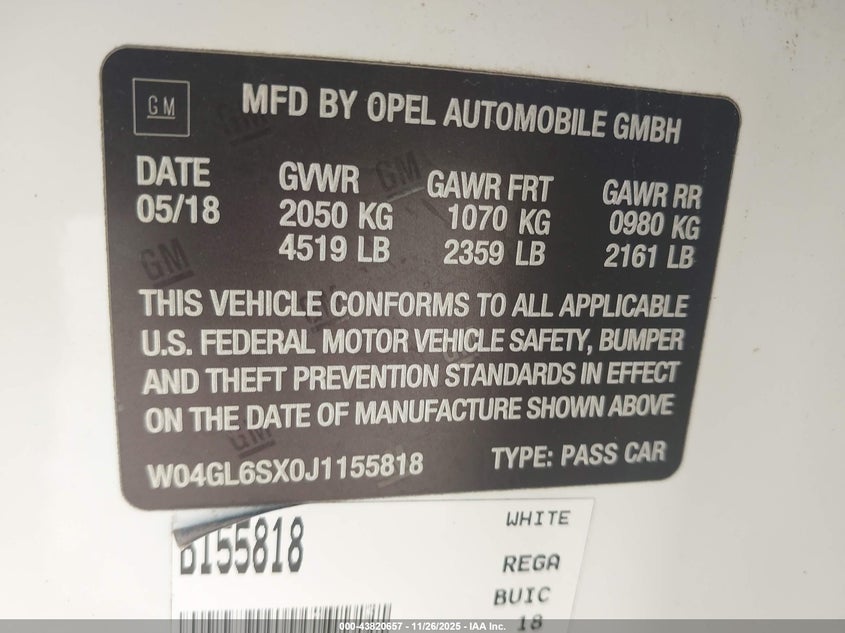 GM
MFD BY OPEL AUTOMOBILE GMBH
DATE GVWR GAWR FRT GAWR RR
05/18 2050 KG 1070 KG 0980 KG
4519 LB 2359 LB 2161 LB
THIS VEHICLE CONFORMS TO ALL APPLICABLE
U.S. FEDERAL MOTOR VEHICLE SAFETY, BUMPER
AND THEFT PREVENTION STANDARDS IN EFFECT
ON THE DATE OF MANUFACTURE SHOWN ABOVE
W04GL6SX0J1155818 TYPE: PASS CAR
B155818 WHITE
REGA
BUIC
18
000-43820657 - 11/26/2025 - IAA Inc.